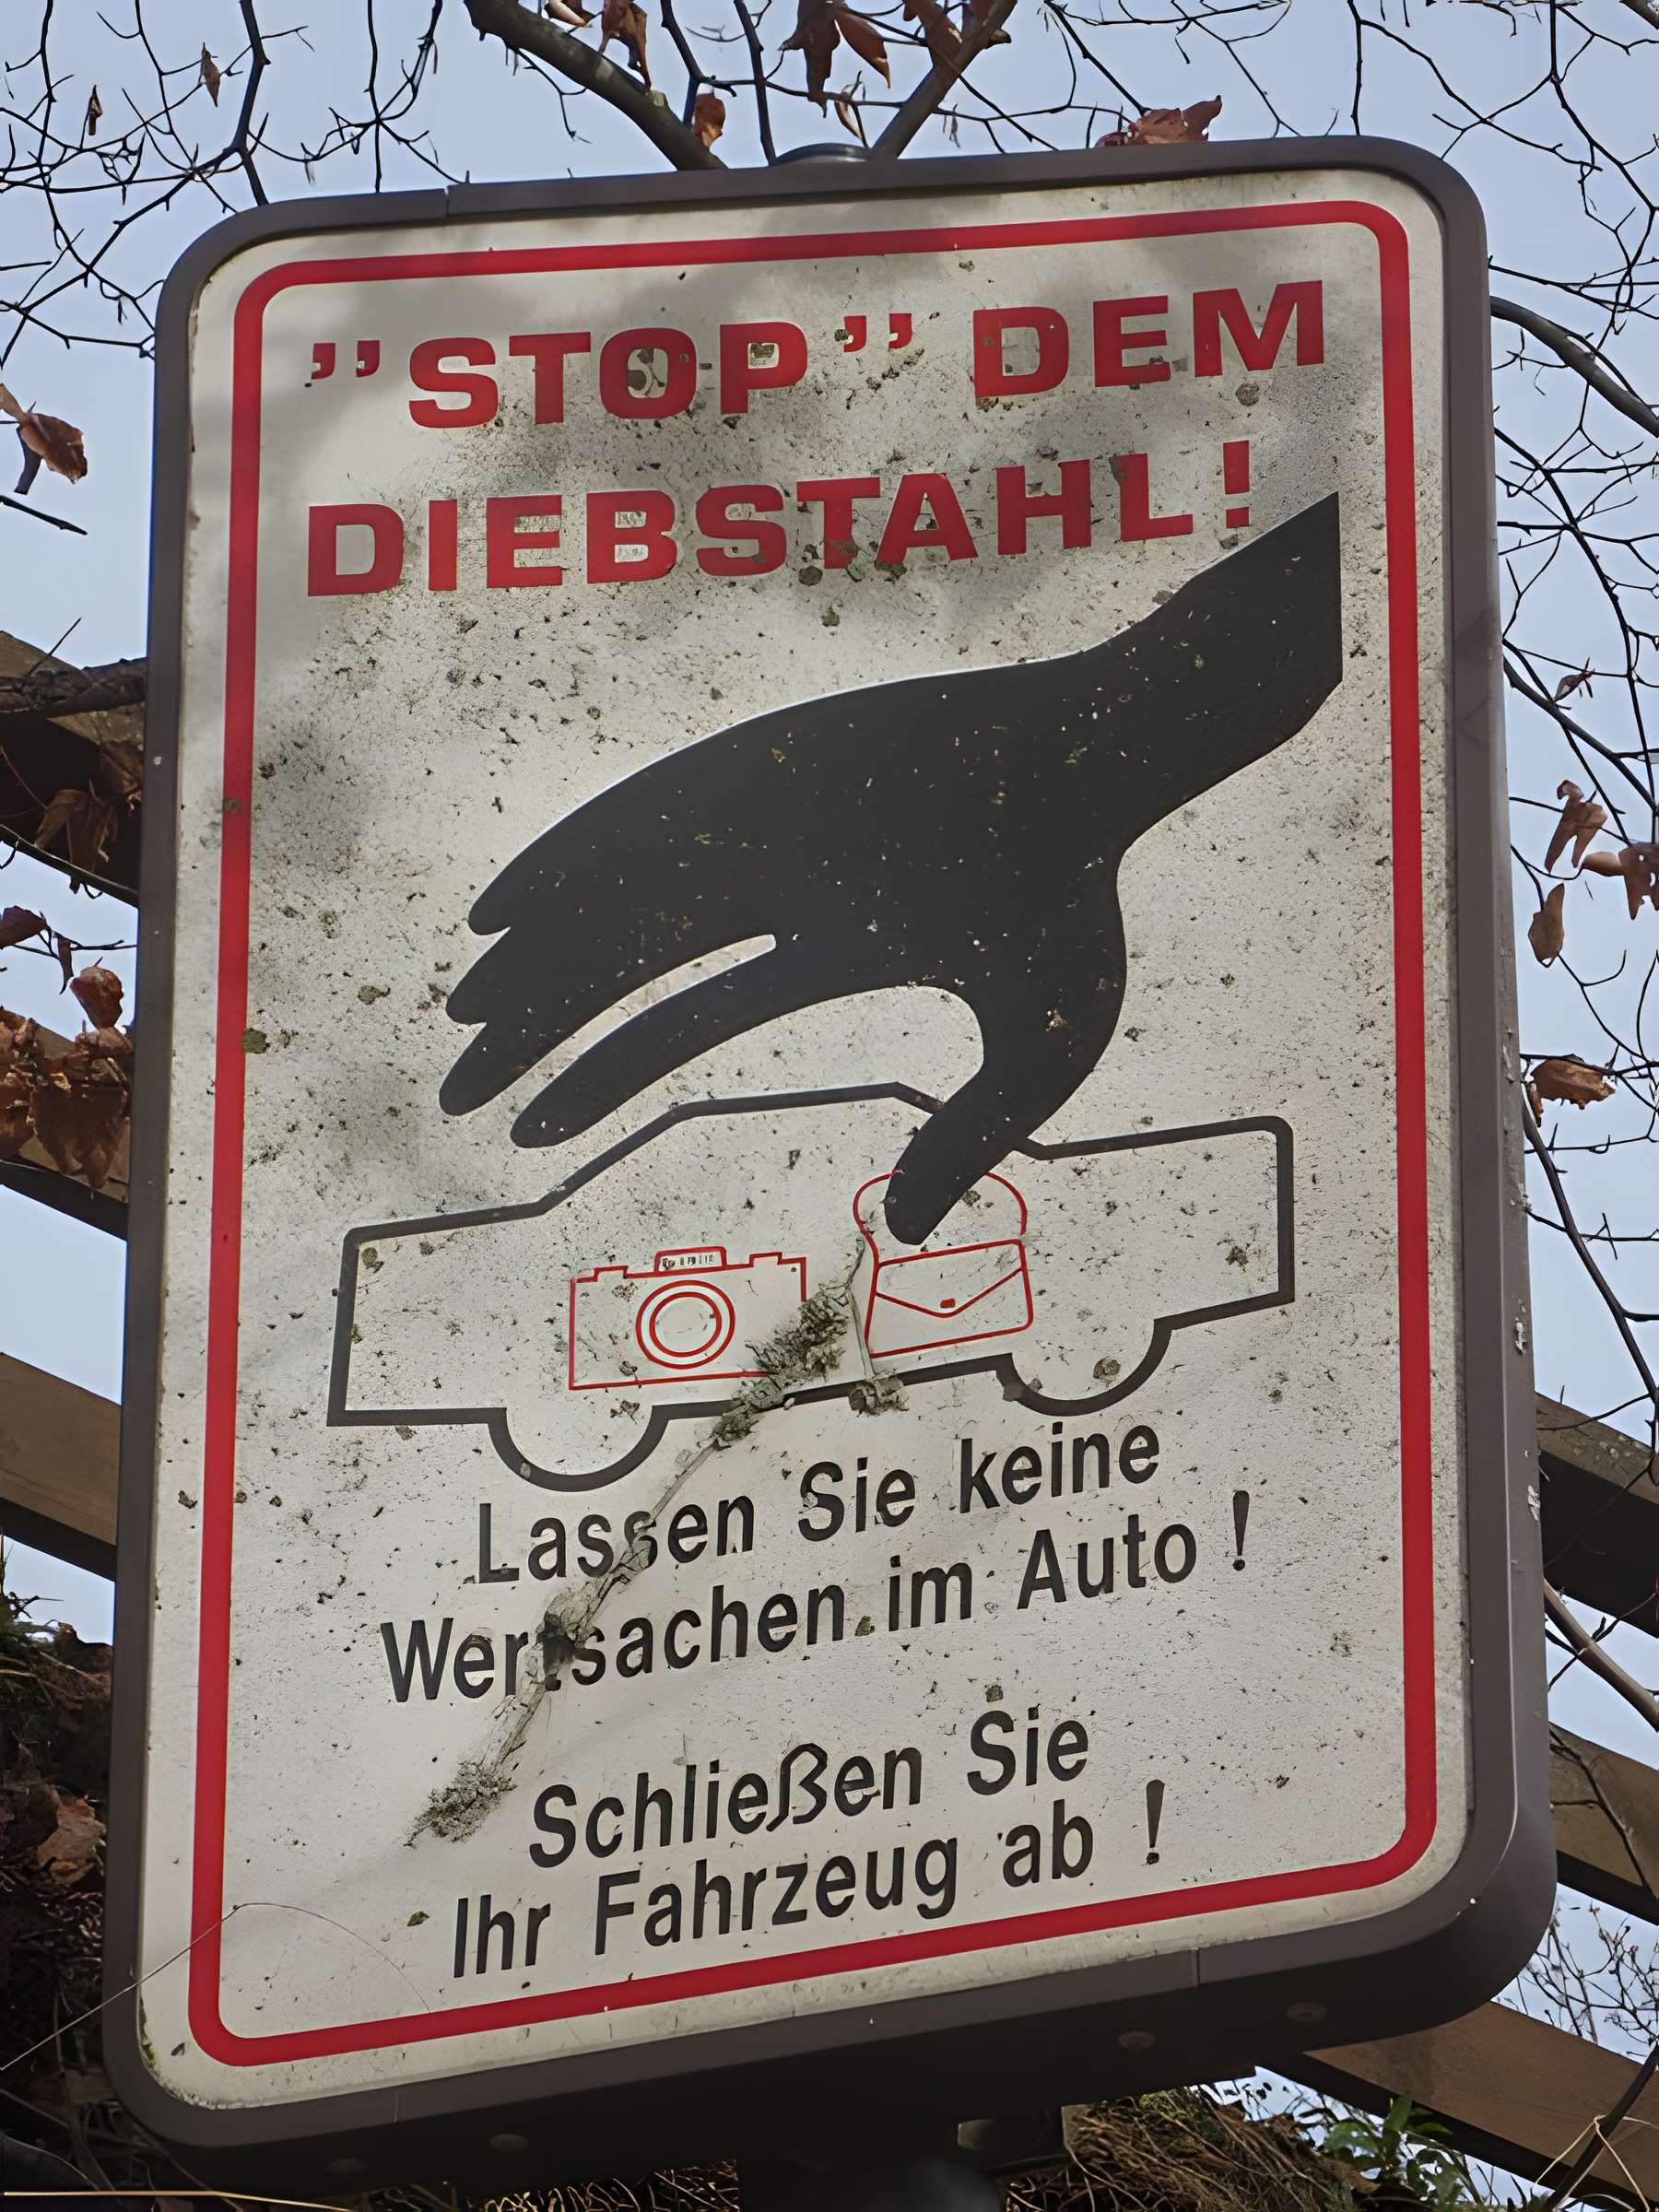 ”STOP” DEM
DIEBSTAHL!
Lassen Sie keine
Wertsachen im Auto !
Schließen Sie
Ihr Fahrzeug ab !